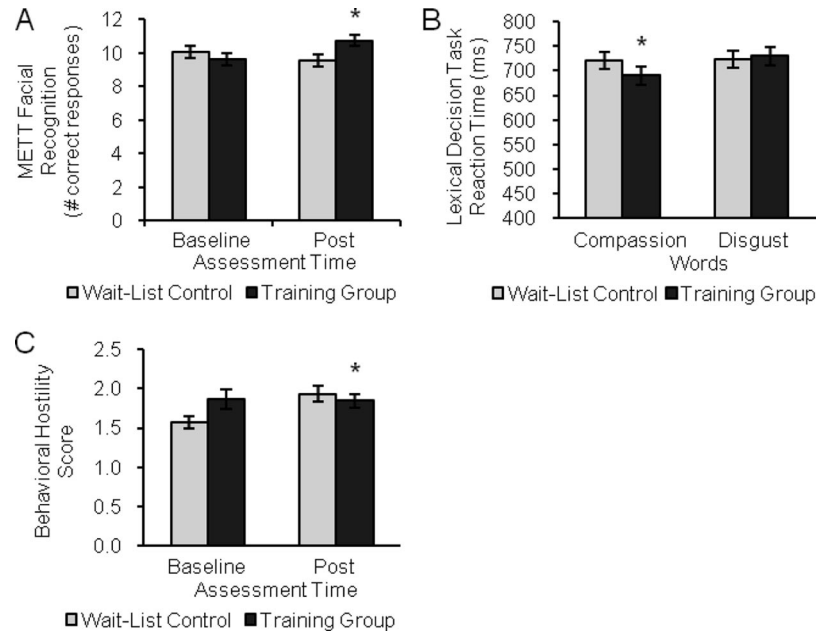 A
METT Facial
Recognition
(# correct responses)
12
10
8
6
4
2
0
*
Baseline
Post
Assessment Time
Wait-List Control
Training Group
B
Lexical Decision Task
Reaction Time (ms)
800
750
700
650
600
550
500
450
400
*
Compassion
Disgust
Words
Wait-List Control
Training Group
C
Behavioral Hostility
Score
2.5
2.0
1.5
1.0
0.5
0.0
*
Baseline
Post
Assessment Time
Wait-List Control
Training Group